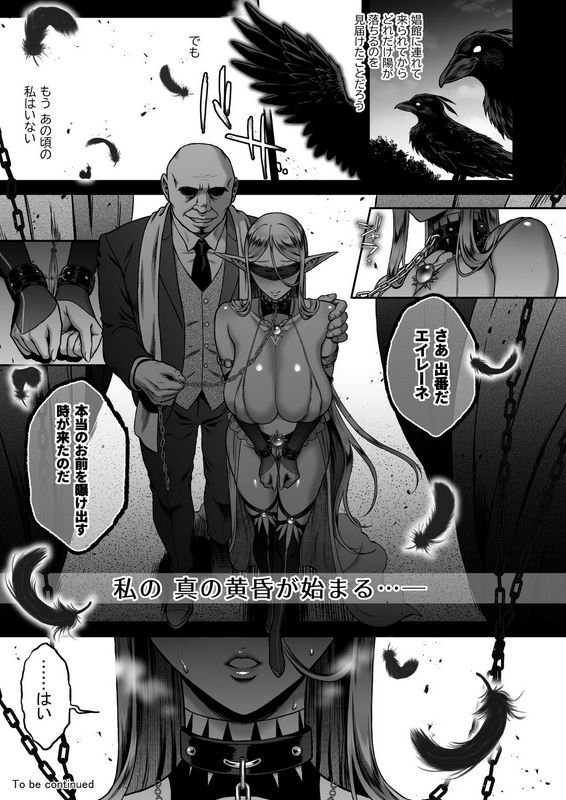 娼館に連れて
来られてから
どれだけ陽が
落ちるのを
見届けたことだろう
でも
もう あの頃の
私はいない
さあ 出番だ
エイレーネ
本当のお前を曝け出す
時が来たのだ
私の 真の黄昏が始まる…―
……はい
To be continued